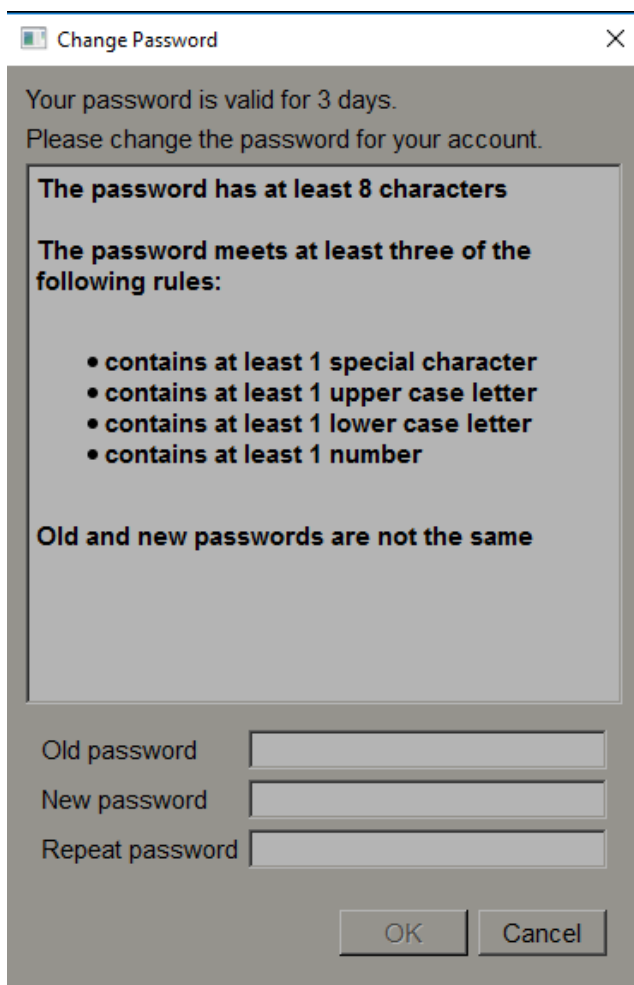 Change Password
Your password is valid for 3 days.
Please change the password for your account.
The password has at least 8 characters
The password meets at least three of the
following rules:
• contains at least 1 special character
• contains at least 1 upper case letter
• contains at least 1 lower case letter
• contains at least 1 number
Old and new passwords are not the same
Old password
New password
Repeat password
OK Cancel